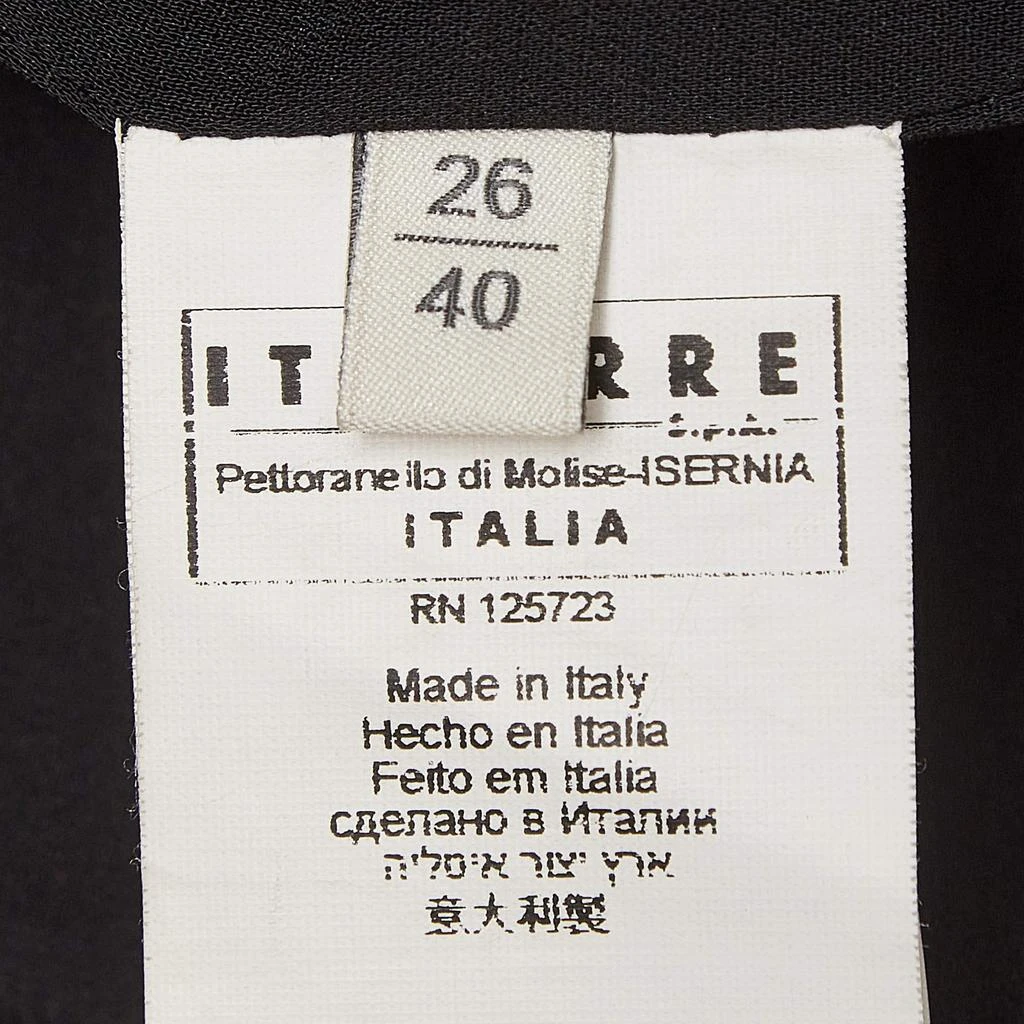 26
40
IT RRE
S.p.A.
Pettoranello di Molise-ISERNIA
ITALIA
RN 125723
Made in Italy
Hecho en Italia
Feito em Italia
сделано в Италии
ארץ יצור איטליה
意大利製